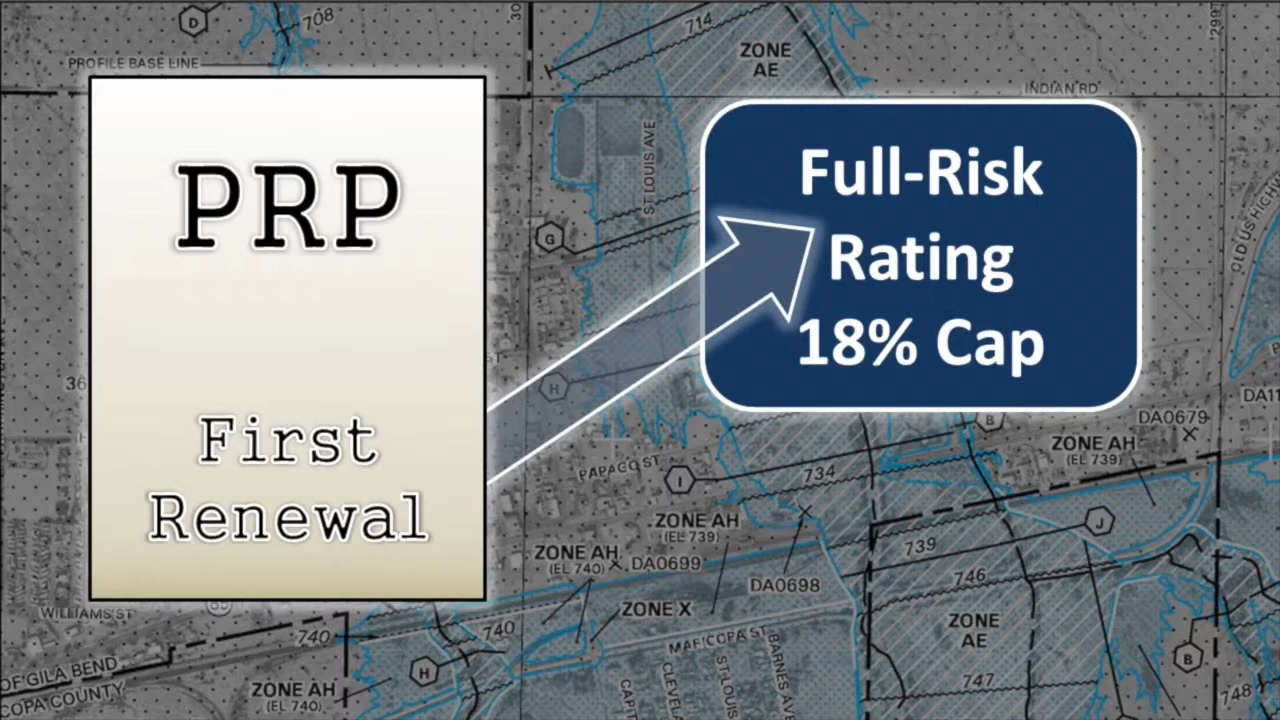 PRP
First
Renewal
Full-Risk
Rating
18% Cap
D
708
PROFILE BASE LINE
714
ZONE
AE
INDIAN RD
ST LOUIS AVE
G
H
36
PAPAGO ST
I
734
B
DA0679
ZONE AH
(EL 739)
ZONE AH
(EL 739)
J
739
ZONE AH
(EL 740)
DA0699
DA0698
746
ZONE X
ZONE
AE
WILLIAMS ST
740
740
MARICOPA ST
BARNES AVE
H
B
OF GILA BEND
COPA COUNTY
ZONE AH
(EL 740)
747
748